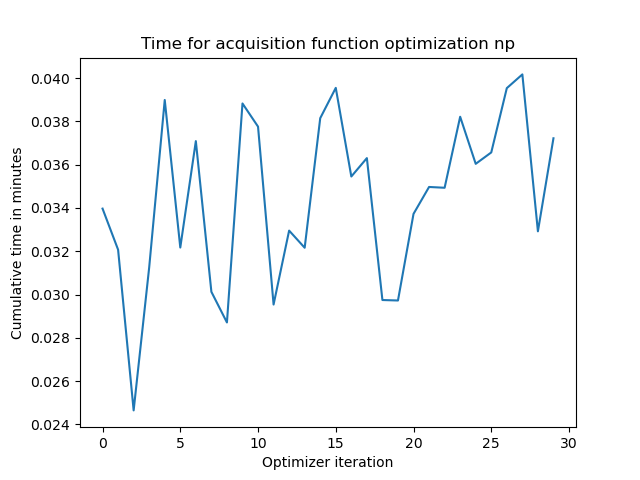 Time for acquisition function optimization np
Cumulative time in minutes
0.040
0.038
0.036
0.034
0.032
0.030
0.028
0.026
0.024
0 5 10 15 20 25 30
Optimizer iteration